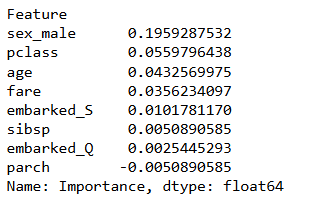 Feature
sex_male 0.1959287532
pclass 0.0559796438
age 0.0432569975
fare 0.0356234097
embarked_S 0.0101781170
sibsp 0.0050890585
embarked_Q 0.0025445293
parch -0.0050890585
Name: Importance, dtype: float64